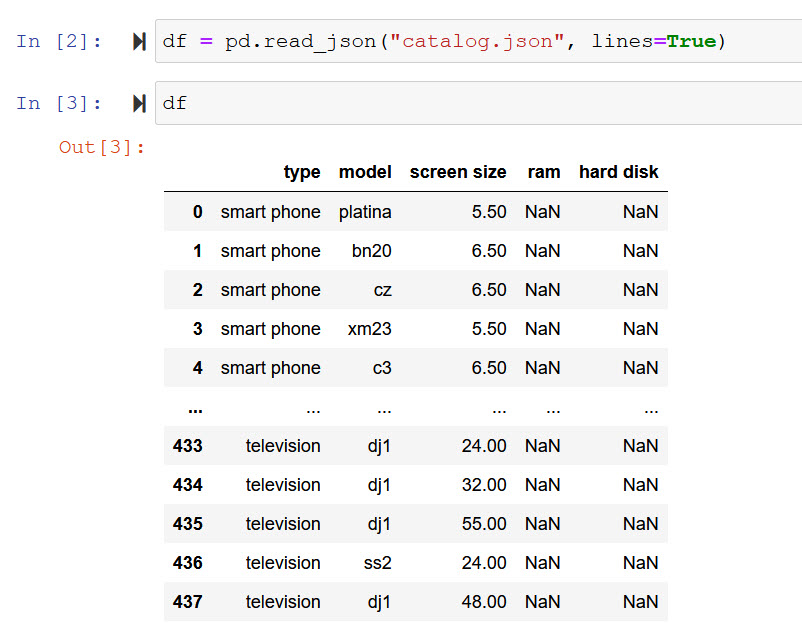 In [2]: df = pd.read_json("catalog.json", lines=True)
In [3]: df
Out[3]:
type model screen size ram hard disk
0 smart phone platina 5.50 NaN NaN
1 smart phone bn20 6.50 NaN NaN
2 smart phone cz 6.50 NaN NaN
3 smart phone xm23 5.50 NaN NaN
4 smart phone c3 6.50 NaN NaN
... ... ... ... ... ...
433 television dj1 24.00 NaN NaN
434 television dj1 32.00 NaN NaN
435 television dj1 55.00 NaN NaN
436 television ss2 24.00 NaN NaN
437 television dj1 48.00 NaN NaN